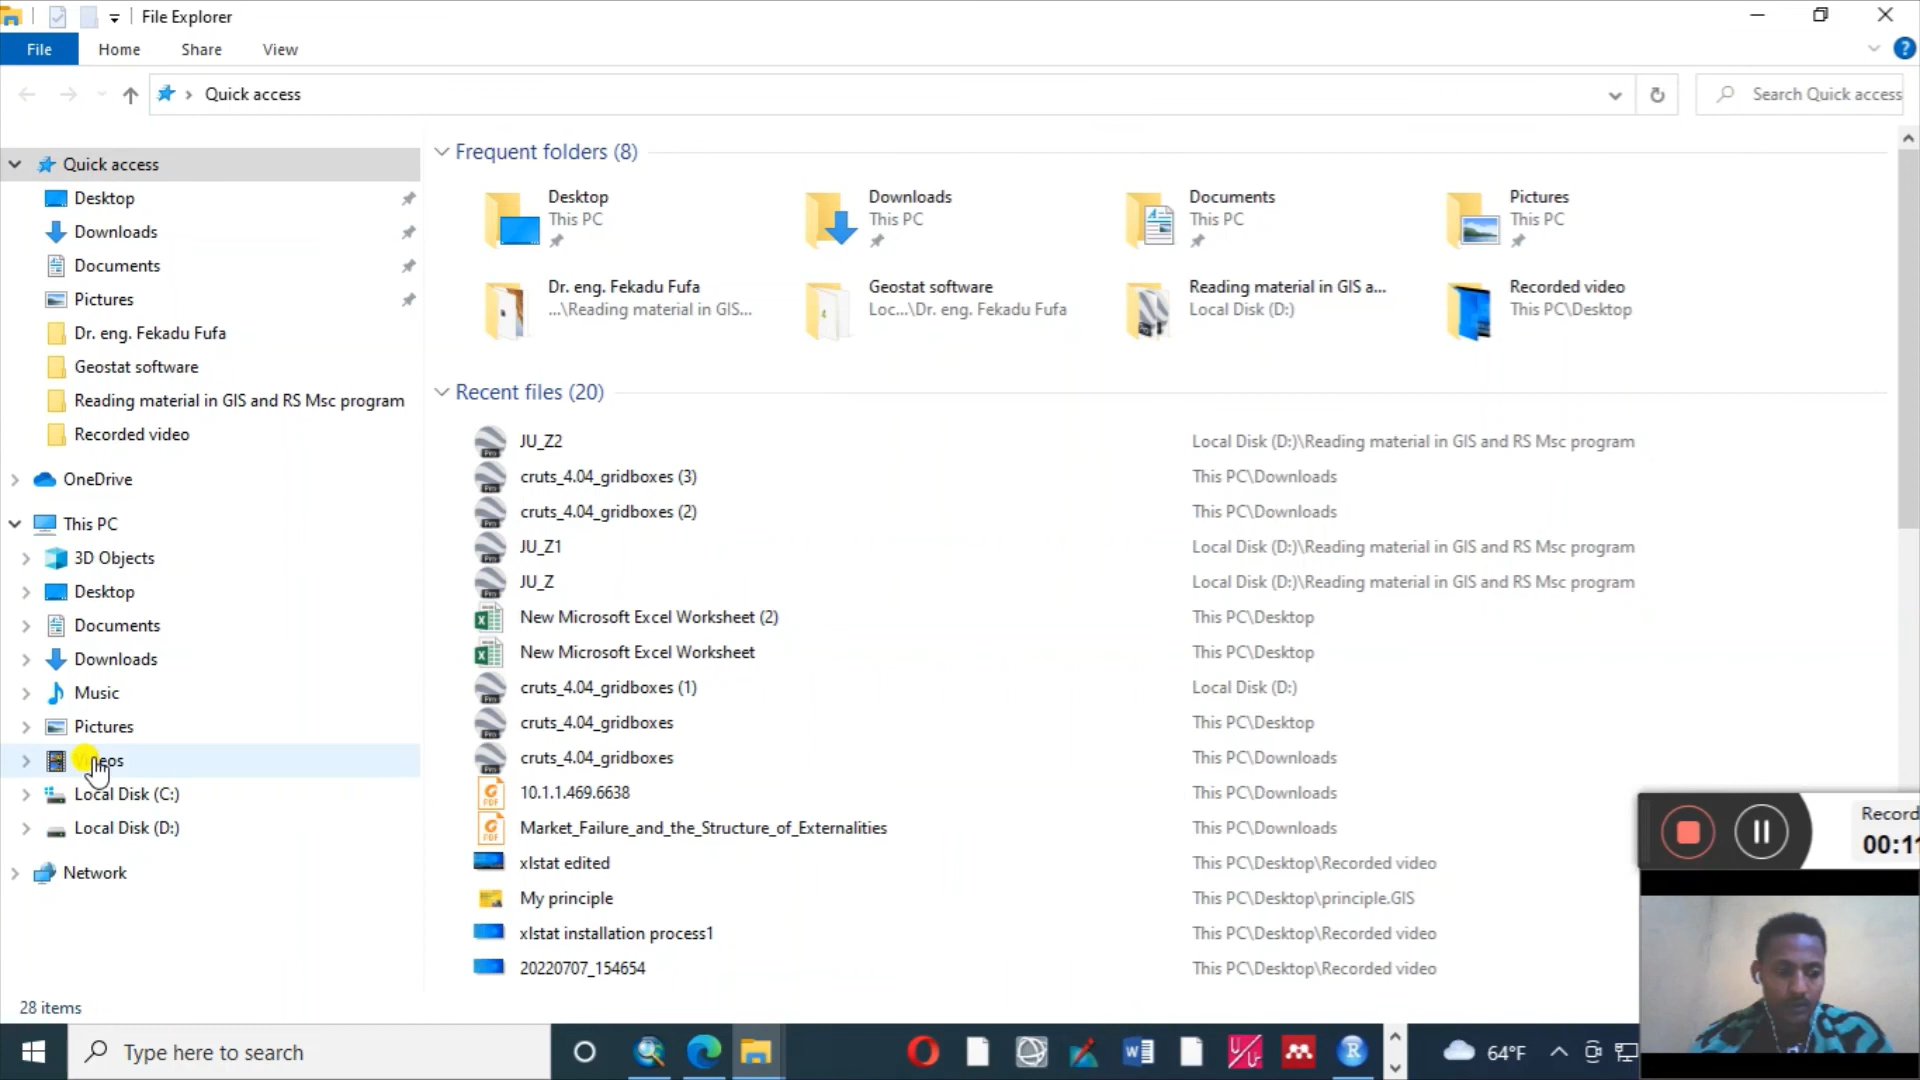 File Explorer
File Home Share View
Quick access
Search Quick access
Quick access
Desktop
Downloads
Documents
Pictures
Dr. eng. Fekadu Fufa
Geostat software
Reading material in GIS and RS Msc program
Recorded video
OneDrive
This PC
3D Objects
Desktop
Documents
Downloads
Music
Pictures
Videos
Local Disk (C:)
Local Disk (D:)
Network
Frequent folders (8)
Desktop
This PC
Downloads
This PC
Documents
This PC
Pictures
This PC
Dr. eng. Fekadu Fufa
...\Reading material in GIS...
Geostat software
Loc...\Dr. eng. Fekadu Fufa
Reading material in GIS a...
Local Disk (D:)
Recorded video
This PC\Desktop
Recent files (20)
JU_Z2 Local Disk (D:)\Reading material in GIS and RS Msc program
cruts_4.04_gridboxes (3) This PC\Downloads
cruts_4.04_gridboxes (2) This PC\Downloads
JU_Z1 Local Disk (D:)\Reading material in GIS and RS Msc program
JU_Z Local Disk (D:)\Reading material in GIS and RS Msc program
New Microsoft Excel Worksheet (2) This PC\Desktop
New Microsoft Excel Worksheet This PC\Desktop
cruts_4.04_gridboxes (1) Local Disk (D:)
cruts_4.04_gridboxes This PC\Desktop
cruts_4.04_gridboxes This PC\Downloads
10.1.1.469.6638 This PC\Downloads
Market_Failure_and_the_Structure_of_Externalities This PC\Downloads
xlstat edited This PC\Desktop\Recorded video
My principle This PC\Desktop\principle.GIS
xlstat installation process1 This PC\Desktop\Recorded video
20220707_154654 This PC\Desktop\Recorded video
Record
00:11
28 items
Type here to search
64°F